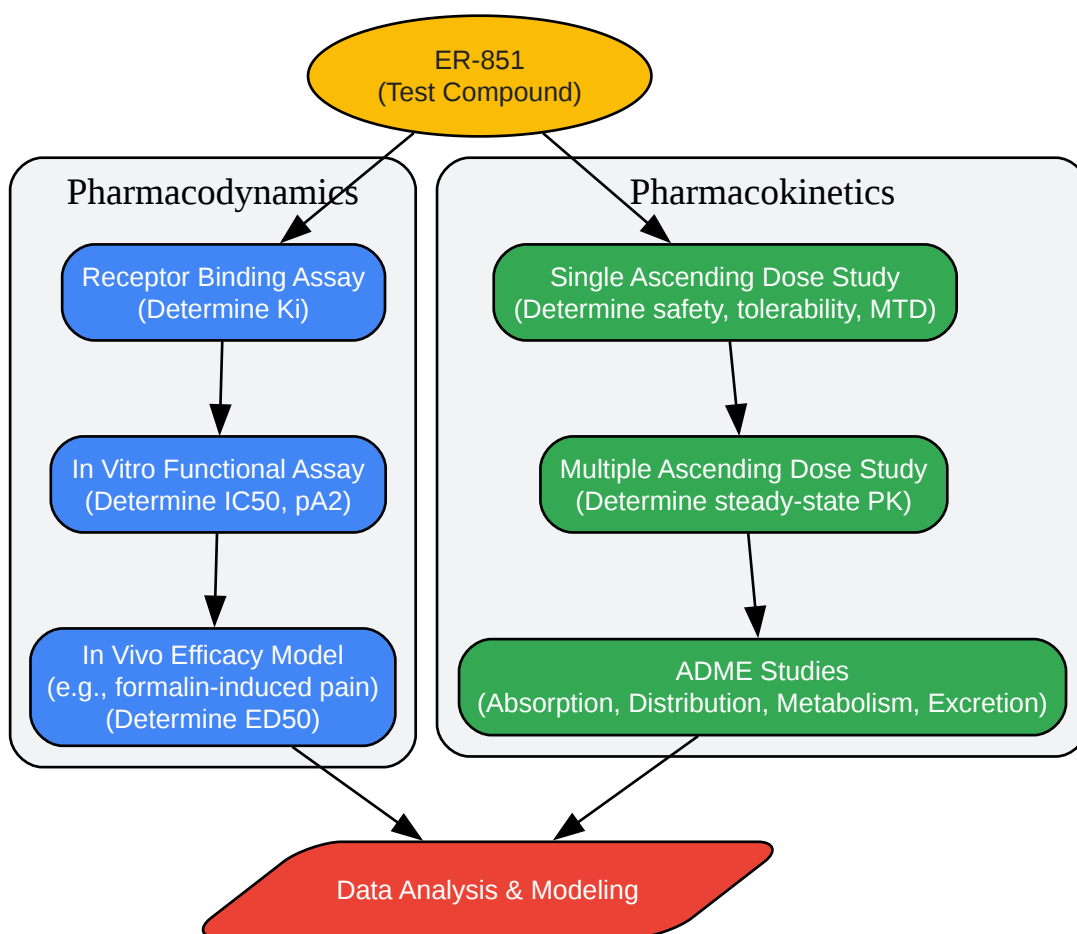 ER-851
(Test Compound)
Pharmacodynamics
Receptor Binding Assay
(Determine Ki)
In Vitro Functional Assay
(Determine IC50, pA2)
In Vivo Efficacy Model
(e.g., formalin-induced pain)
(Determine ED50)
Pharmacokinetics
Single Ascending Dose Study
(Determine safety, tolerability, MTD)
Multiple Ascending Dose Study
(Determine steady-state PK)
ADME Studies
(Absorption, Distribution, Metabolism, Excretion)
Data Analysis & Modeling